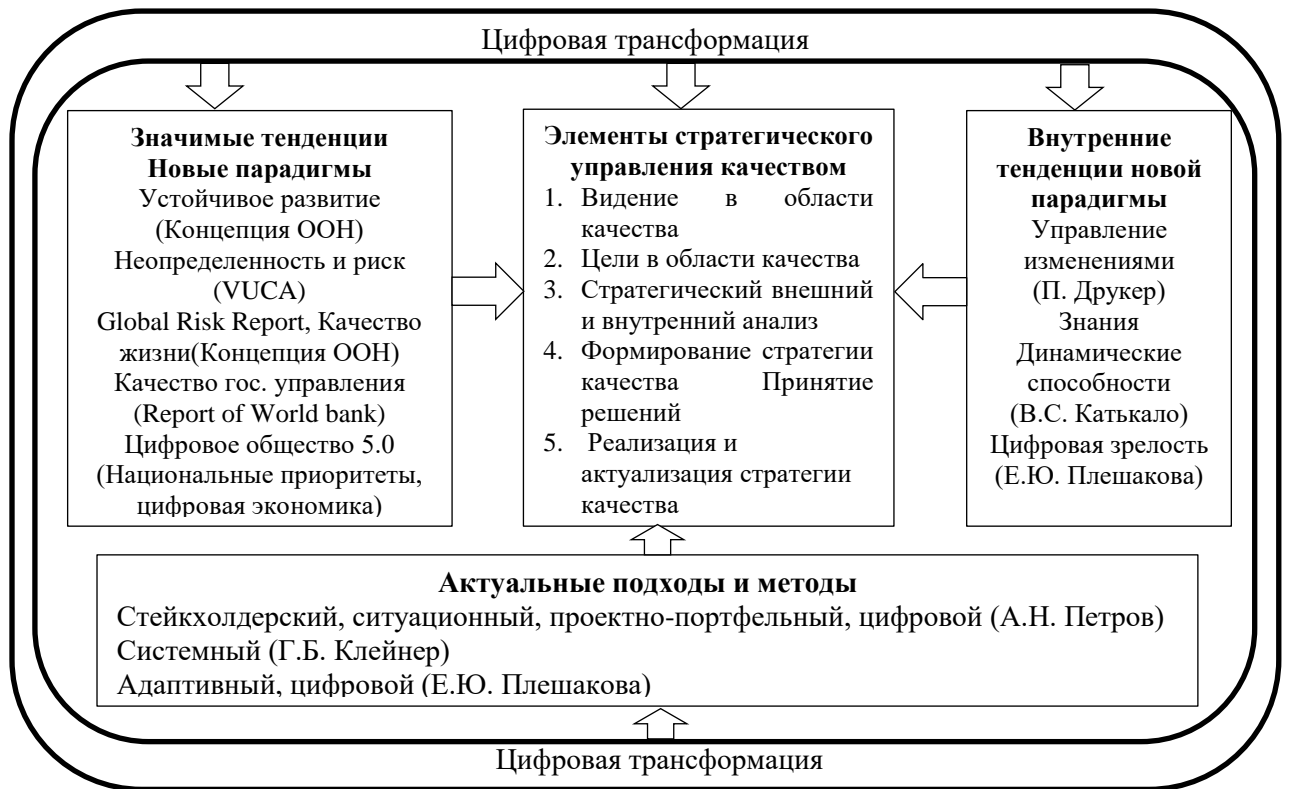 Цифровая трансформация
Значимые тенденции
Новые парадигмы
Устойчивое развитие
(Концепция ООН)
Неопределенность и риск
(VUCA)
Global Risk Report, Качество
жизни(Концепция ООН)
Качество гос. управления
(Report of World bank)
Цифровое общество 5.0
(Национальные приоритеты,
цифровая экономика)
Элементы стратегического
управления качеством
1. Видение в области
качества
2. Цели в области качества
3. Стратегический внешний
и внутренний анализ
4. Формирование стратегии
качества Принятие
решений
5. Реализация и
актуализация стратегии
качества
Внутренние
тенденции новой
парадигмы
Управление
изменениями
(П. Друкер)
Знания
Динамические
способности
(В.С. Катькало)
Цифровая зрелость
(Е.Ю. Плешакова)
Актуальные подходы и методы
Стейкхолдерский, ситуационный, проектно-портфельный, цифровой (А.Н. Петров)
Системный (Г.Б. Клейнер)
Адаптивный, цифровой (Е.Ю. Плешакова)
Цифровая трансформация